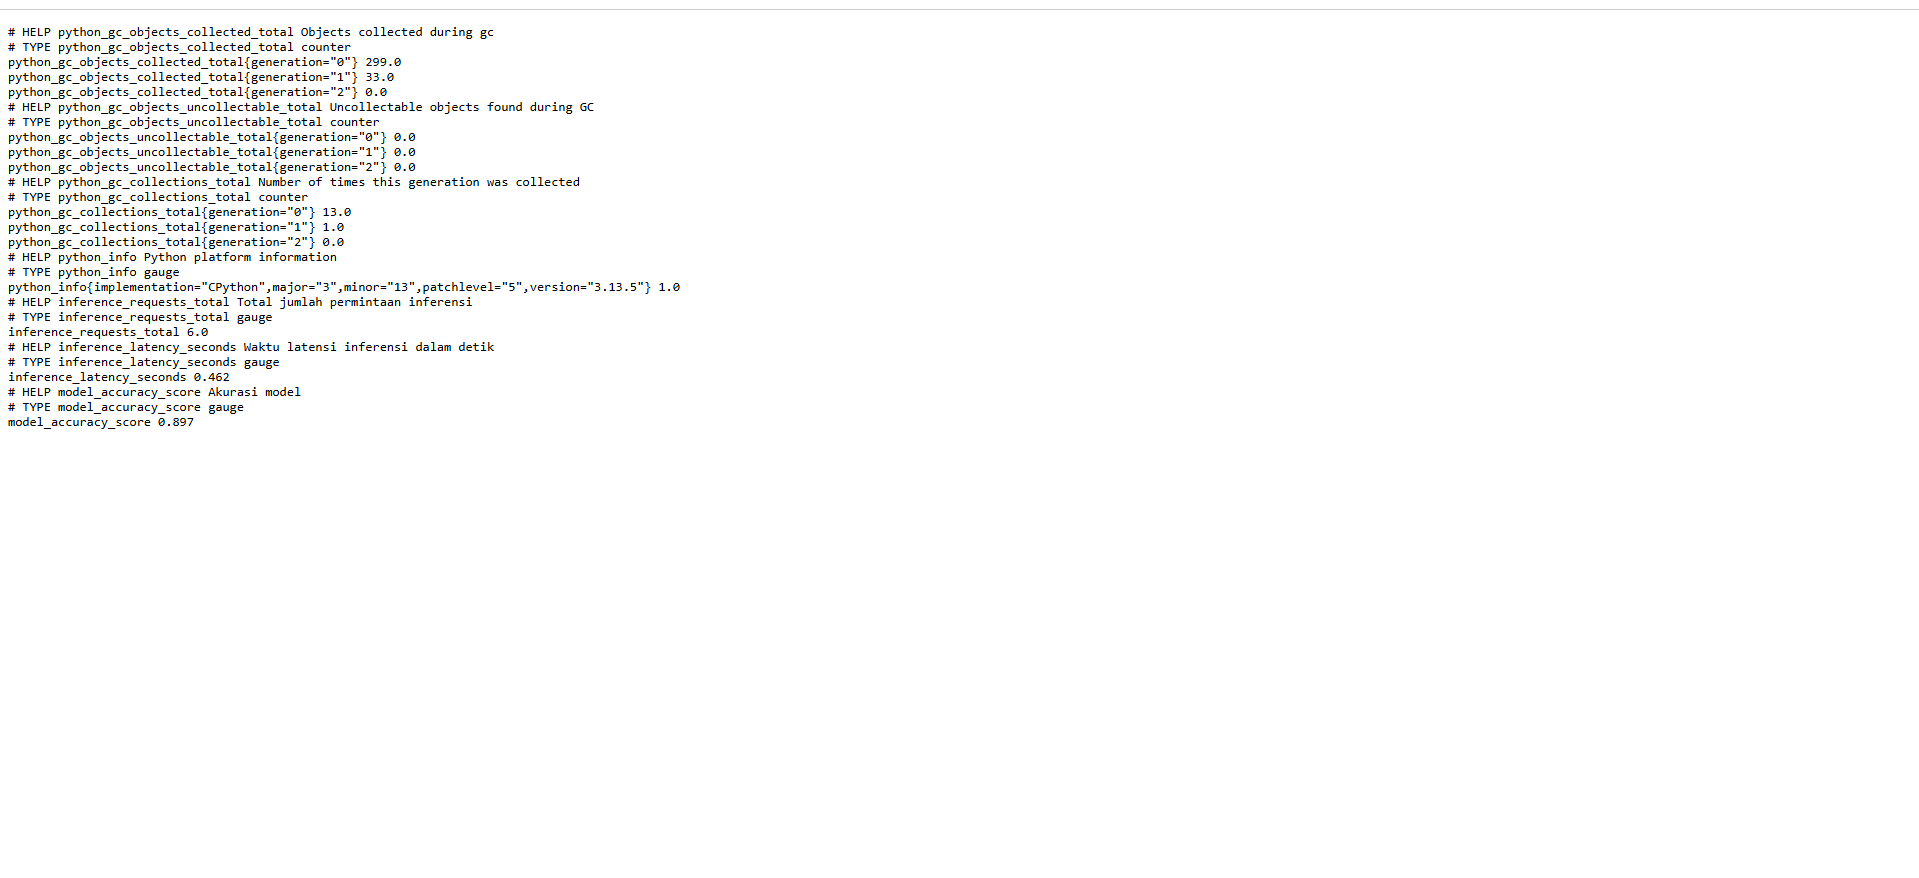 # HELP python_gc_objects_collected_total Objects collected during gc
# TYPE python_gc_objects_collected_total counter
python_gc_objects_collected_total{generation="0"} 299.0
python_gc_objects_collected_total{generation="1"} 33.0
python_gc_objects_collected_total{generation="2"} 0.0
# HELP python_gc_objects_uncollectable_total Uncollectable objects found during GC
# TYPE python_gc_objects_uncollectable_total counter
python_gc_objects_uncollectable_total{generation="0"} 0.0
python_gc_objects_uncollectable_total{generation="1"} 0.0
python_gc_objects_uncollectable_total{generation="2"} 0.0
# HELP python_gc_collections_total Number of times this generation was collected
# TYPE python_gc_collections_total counter
python_gc_collections_total{generation="0"} 13.0
python_gc_collections_total{generation="1"} 1.0
python_gc_collections_total{generation="2"} 0.0
# HELP python_info Python platform information
# TYPE python_info gauge
python_info{implementation="CPython",major="3",minor="13",patchlevel="5",version="3.13.5"} 1.0
# HELP inference_requests_total Total jumlah permintaan inferensi
# TYPE inference_requests_total gauge
inference_requests_total 6.0
# HELP inference_latency_seconds Waktu latensi inferensi dalam detik
# TYPE inference_latency_seconds gauge
inference_latency_seconds 0.462
# HELP model_accuracy_score Akurasi model
# TYPE model_accuracy_score gauge
model_accuracy_score 0.897